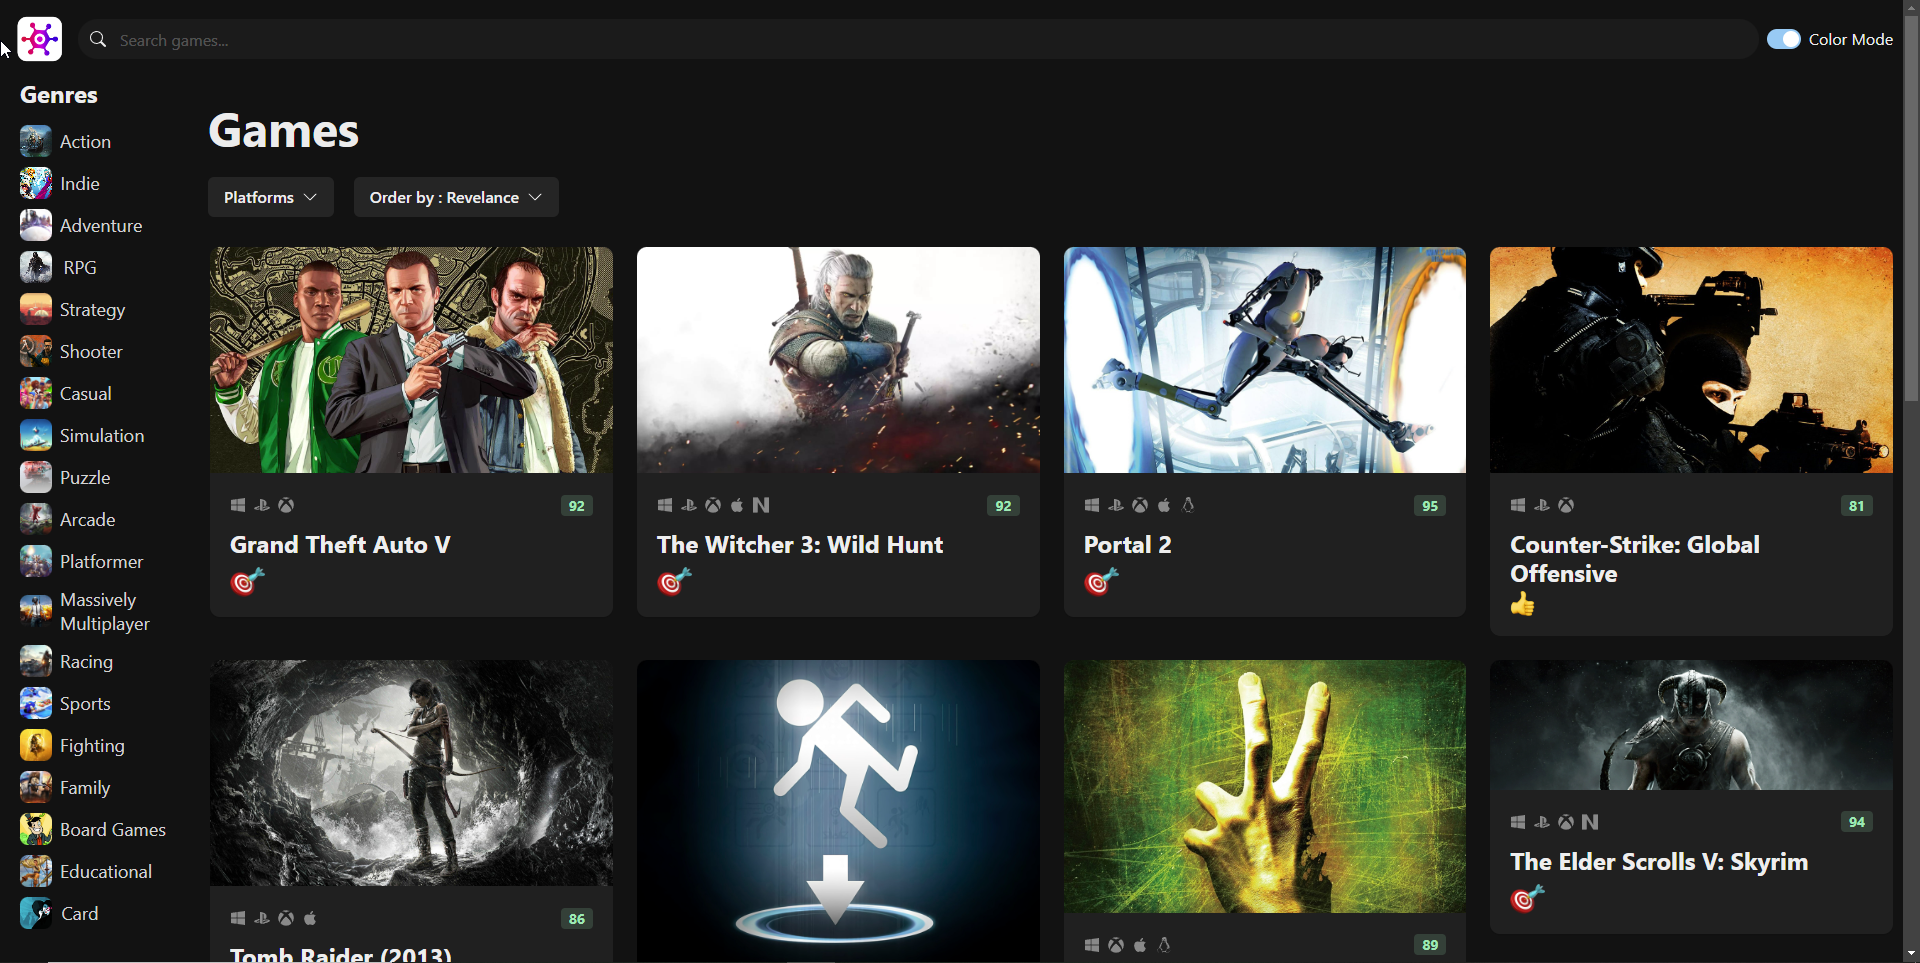 Search games...
Color Mode
Genres
Action
Indie
Adventure
RPG
Strategy
Shooter
Casual
Simulation
Puzzle
Arcade
Platformer
Massively
Multiplayer
Racing
Sports
Fighting
Family
Board Games
Educational
Card
Games
Platforms
Order by : Revelance
92
Grand Theft Auto V
92
The Witcher 3: Wild Hunt
95
Portal 2
81
Counter-Strike: Global
Offensive
86
Tomb Raider (2013)
89
94
The Elder Scrolls V: Skyrim